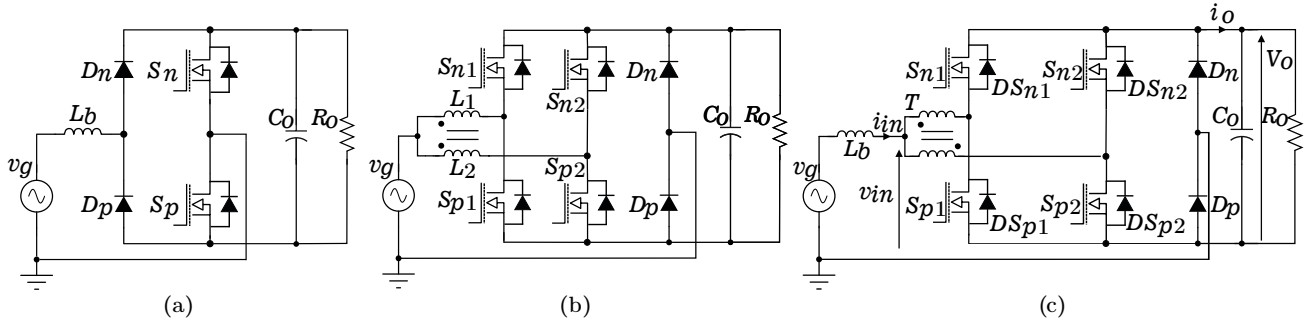 Dn
Sn
Lb
vg
Dp
Sp
Co
Ro
(a)
Sn1
Sn2
Dn
L1
L2
vg
Sp1
Sp2
Dp
Co
Ro
(b)
io
Sn1
DSn1
Sn2
DSn2
Dn
Vo
T
iin
Lb
vg
vin
Co
Ro
Sp1
DSp1
Sp2
DSp2
Dp
(c)